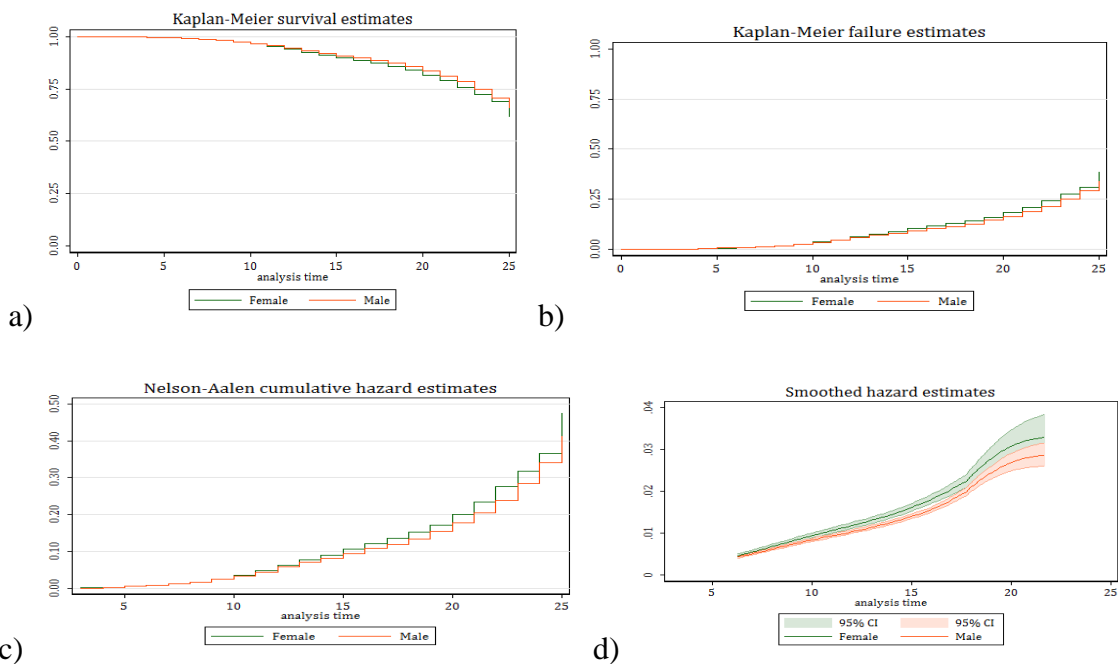 Kaplan-Meier survival estimates
1.00
0.75
0.50
0.25
0.00
0 5 10 15 20 25
analysis time
Female Male
a)
Kaplan-Meier failure estimates
1.00
0.75
0.50
0.25
0.00
0 5 10 15 20 25
analysis time
Female Male
b)
Nelson-Aalen cumulative hazard estimates
0.50
0.40
0.30
0.20
0.10
0.00
5 10 15 20 25
analysis time
Female Male
c)
Smoothed hazard estimates
.04
.03
.02
.01
0
5 10 15 20 25
analysis time
95% CI 95% CI
Female Male
d)